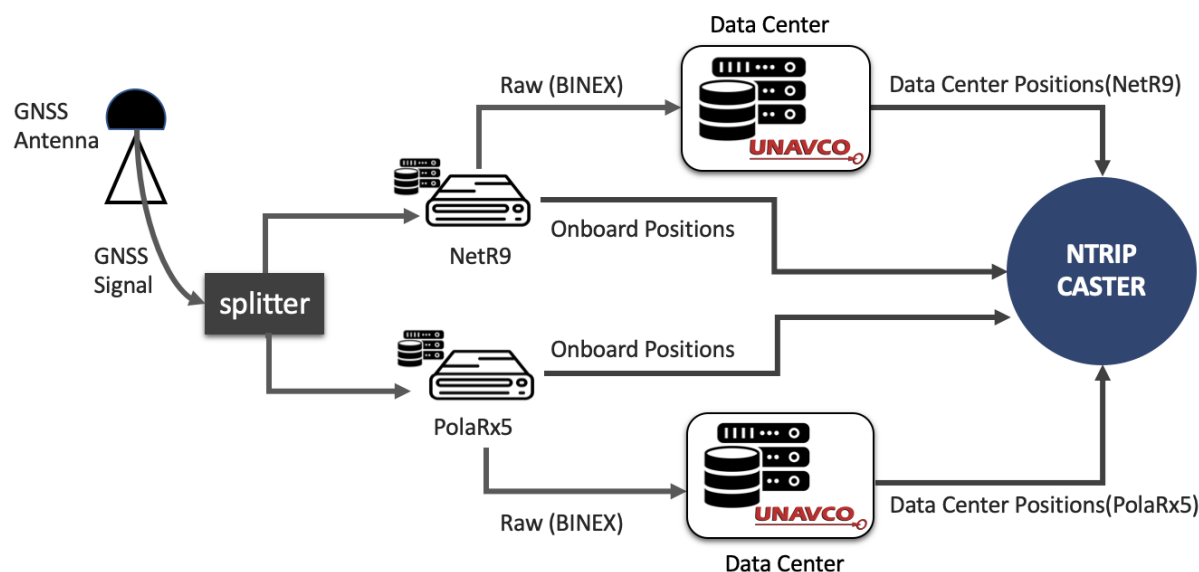 Data Center
Raw (BINEX)
Data Center Positions(NetR9)
GNSS
Antenna
UNAVCO
Onboard Positions
NetR9
GNSS
Signal
NTRIP
CASTER
splitter
Onboard Positions
PolaRx5
Raw (BINEX)
UNAVCO
Data Center Positions(PolaRx5)
Data Center